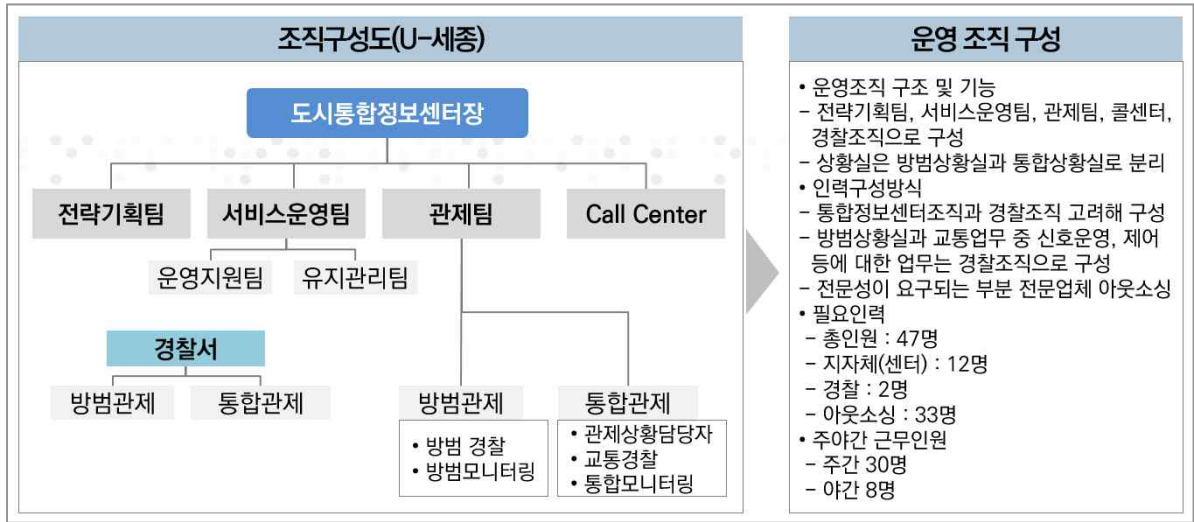 조직구성도(U-세종)
도시통합정보센터장
전략기획팀 서비스운영팀 관제팀 Call Center
운영지원팀 유지관리팀
경찰서
방범관제 통합관제 방범관제 통합관제
• 방범 경찰
• 방범모니터링
• 관제상황담당자
• 교통경찰
• 통합모니터링
운영 조직 구성
• 운영조직 구조 및 기능
- 전략기획팀, 서비스운영팀, 관제팀, 콜센터,
경찰조직으로 구성
- 상황실은 방범상황실과 통합상황실로 분리
• 인력구성방식
- 통합정보센터조직과 경찰조직 고려해 구성
- 방범상황실과 교통업무 중 신호운영, 제어
등에 대한 업무는 경찰조직으로 구성
- 전문성이 요구되는 부분 전문업체 아웃소싱
• 필요인력
- 총인원 : 47명
- 지자체(센터) : 12명
- 경찰 : 2명
- 아웃소싱 : 33명
• 주야간 근무인원
- 주간 30명
- 야간 8명